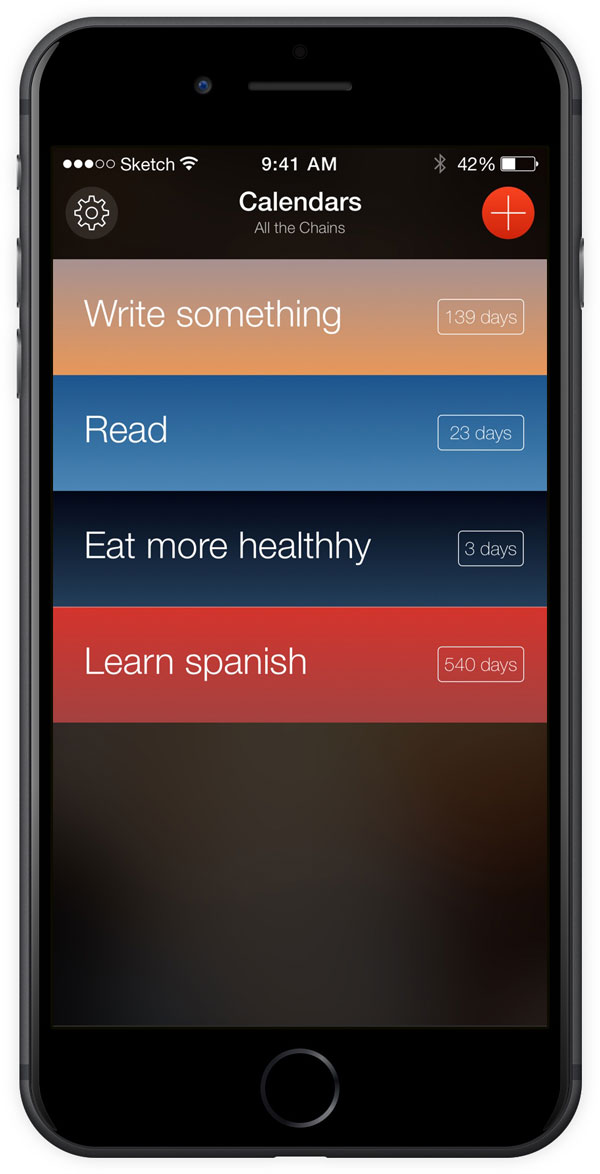 Sketch 9:41 AM 42%
Calendars
All the Chains
Write something 139 days
Read 23 days
Eat more healthhy 3 days
Learn spanish 540 days